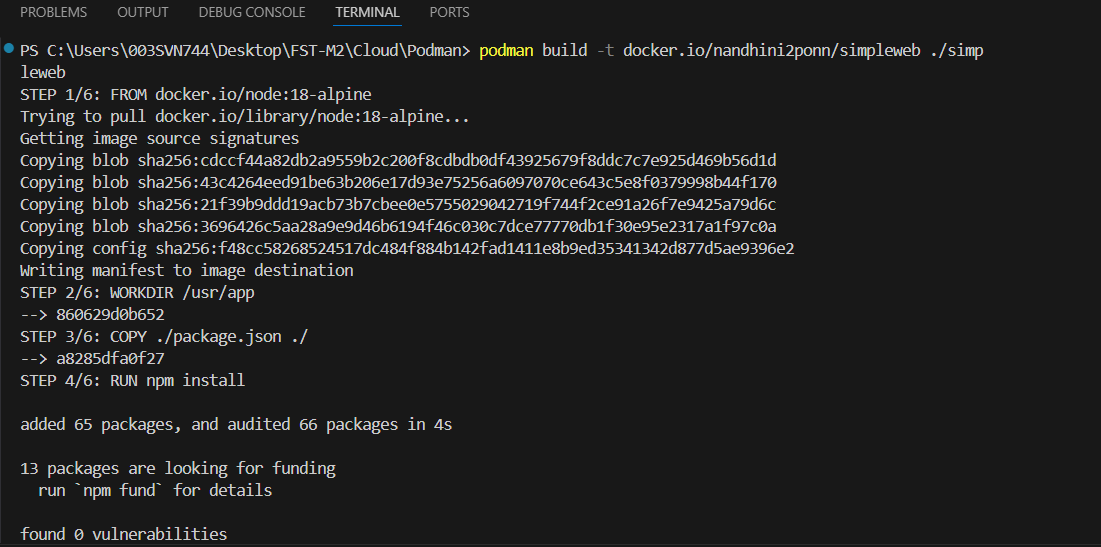 PROBLEMS OUTPUT DEBUG CONSOLE TERMINAL PORTS
PS C:\Users\003SVN744\Desktop\FST-M2\Cloud\Podman> podman build -t docker.io/nandhini2ponn/simpleweb ./simp
leweb
STEP 1/6: FROM docker.io/node:18-alpine
Trying to pull docker.io/library/node:18-alpine...
Getting image source signatures
Copying blob sha256:cdccf44a82db2a9559b2c200f8cdbdb0df43925679f8ddc7c7e925d469b56d1d
Copying blob sha256:43c4264eed91be63b206e17d93e75256a6097070ce643c5e8f0379998b44f170
Copying blob sha256:21f39b9ddd19acb73b7cbee0e5755029042719f744f2ce91a26f7e9425a79d6c
Copying blob sha256:3696426c5aa28a9e9d46b6194f46c030c7dce77770db1f30e95e2317a1f97c0a
Copying config sha256:f48cc58268524517dc484f884b142fad1411e8b9ed35341342d877d5ae9396e2
Writing manifest to image destination
STEP 2/6: WORKDIR /usr/app
--> 860629d0b652
STEP 3/6: COPY ./package.json ./
--> a8285dfa0f27
STEP 4/6: RUN npm install
added 65 packages, and audited 66 packages in 4s
13 packages are looking for funding
run `npm fund` for details
found 0 vulnerabilities